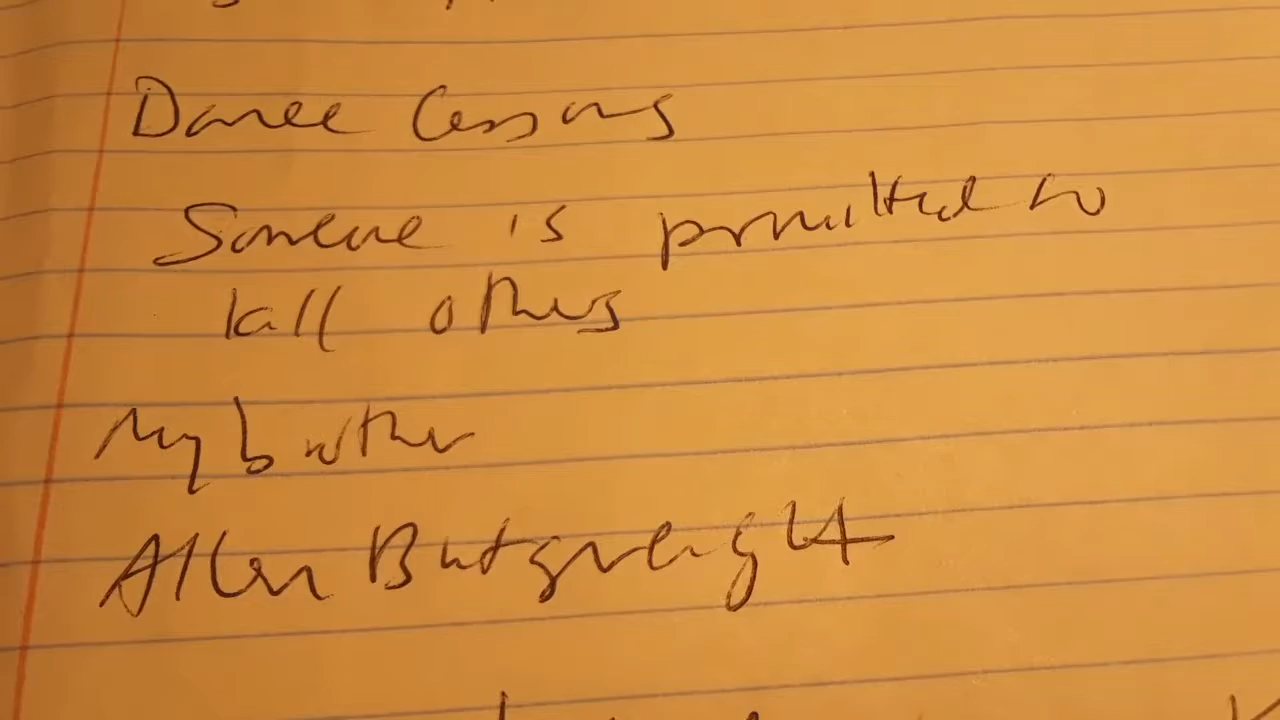 Dance Lessons
Someone is permitted to
kill others
My brother
Allen